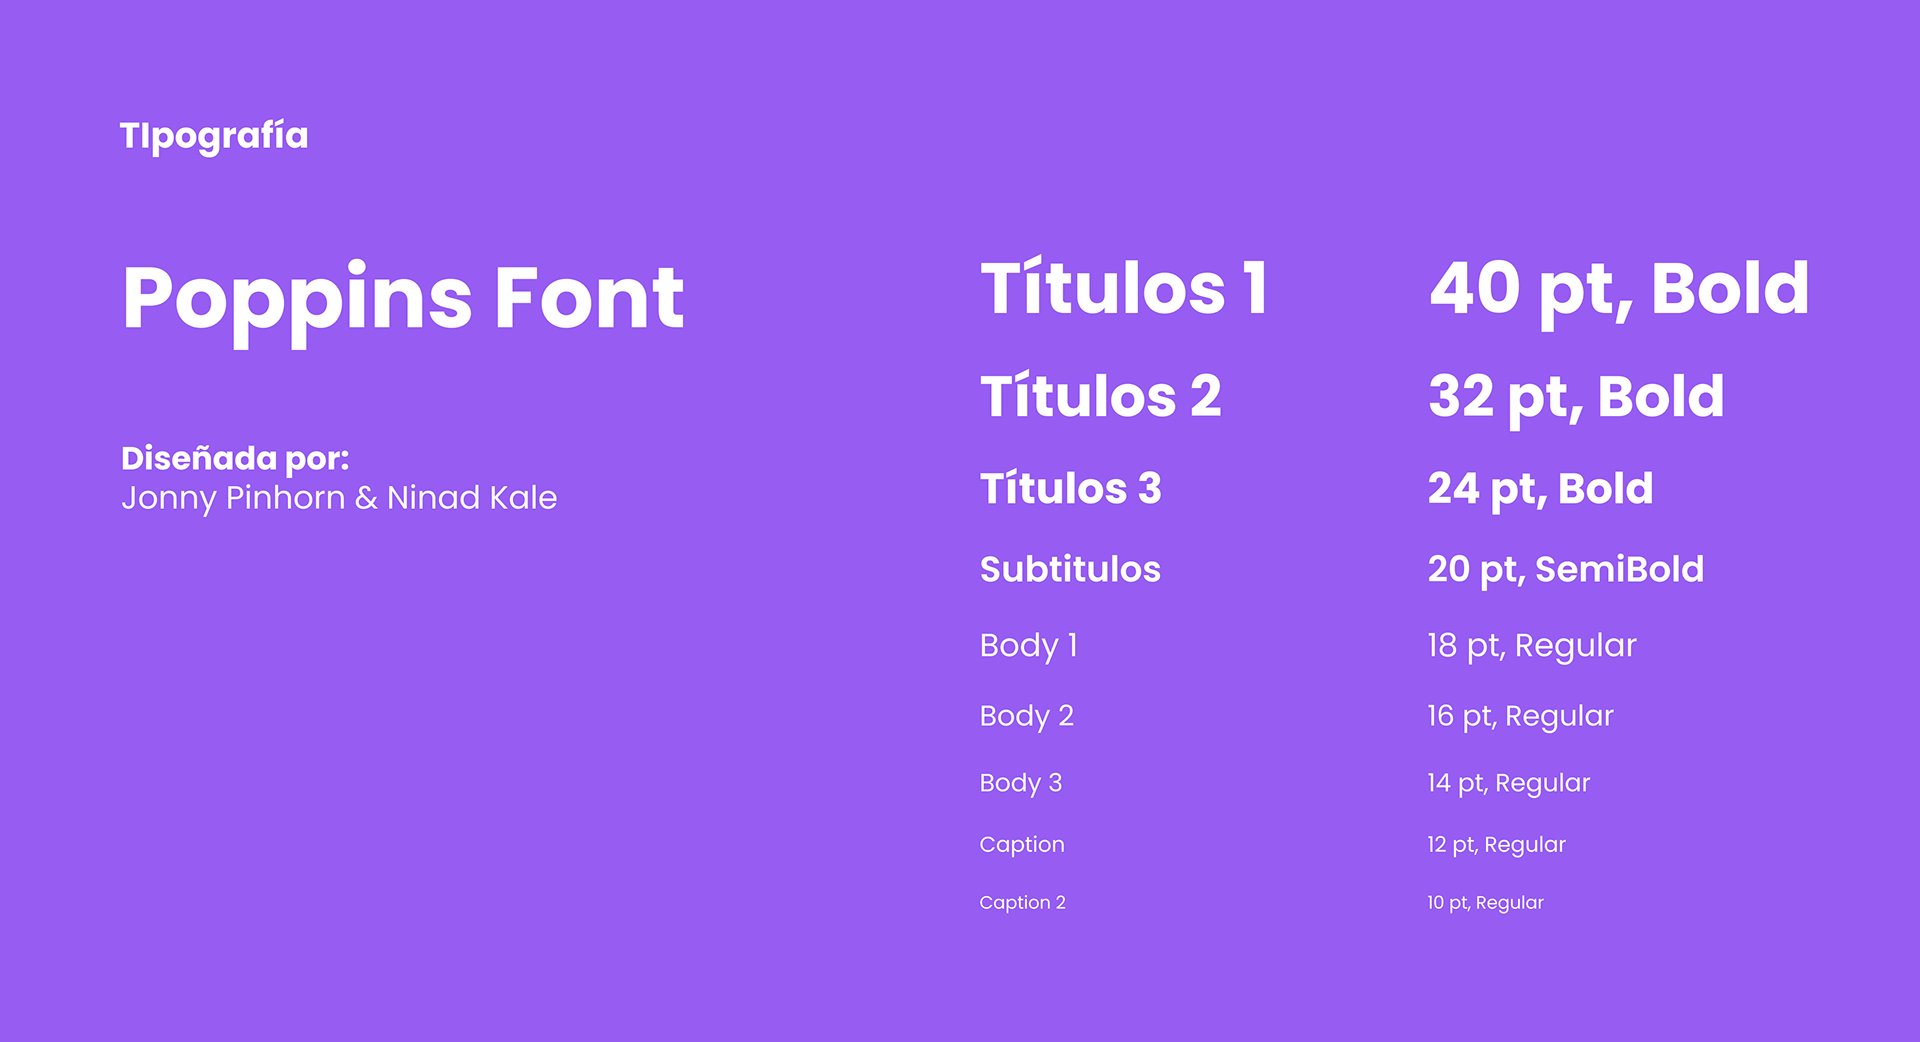 TIpografía
Poppins Font
Diseñada por:
Jonny Pinhorn & Ninad Kale
Títulos 1 40 pt, Bold
Títulos 2 32 pt, Bold
Títulos 3 24 pt, Bold
Subtitulos 20 pt, SemiBold
Body 1 18 pt, Regular
Body 2 16 pt, Regular
Body 3 14 pt, Regular
Caption 12 pt, Regular
Caption 2 10 pt, Regular